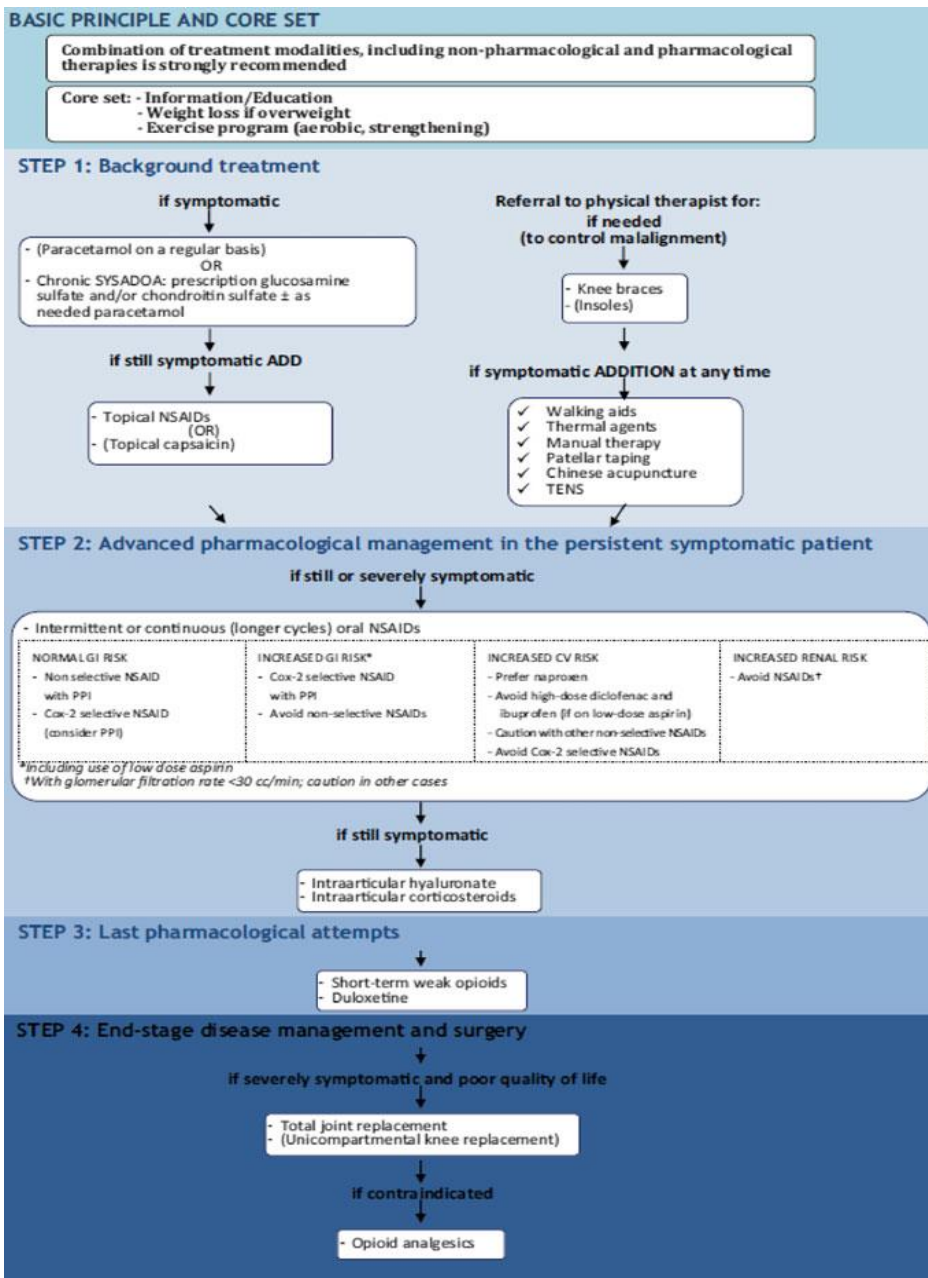 BASIC PRINCIPLE AND CORE SET
Combination of treatment modalities, including non-pharmacological and pharmacological
therapies is strongly recommended
Core set: - Information/Education
- Weight loss if overweight
- Exercise program (aerobic, strengthening)
STEP 1: Background treatment
if symptomatic
- (Paracetamol on a regular basis)
OR
- Chronic SYSADOA: prescription glucosamine
sulfate and/or chondroitin sulfate ± as
needed paracetamol
if still symptomatic ADD
- Topical NSAIDs
(OR)
- (Topical capsaicin)
Referral to physical therapist for:
if needed
(to control malalignment)
- Knee braces
- (Insoles)
if symptomatic ADDITION at any time
✓ Walking aids
✓ Thermal agents
✓ Manual therapy
✓ Patellar taping
✓ Chinese acupuncture
✓ TENS
STEP 2: Advanced pharmacological management in the persistent symptomatic patient
if still or severely symptomatic
- Intermittent or continuous (longer cycles) oral NSAIDs
NORMAL GI RISK
- Non selective NSAID
with PPI
- Cox-2 selective NSAID
(consider PPI)
INCREASED GI RISK*
- Cox-2 selective NSAID
with PPI
- Avoid non-selective NSAIDs
INCREASED CV RISK
- Prefer naproxen
- Avoid high-dose diclofenac and
ibuprofen (if on low-dose aspirin)
- Caution with other non-selective NSAIDs
- Avoid Cox-2 selective NSAIDs
INCREASED RENAL RISK
- Avoid NSAIDs†
*Including use of low dose aspirin
†With glomerular filtration rate <30 cc/min; caution in other cases
if still symptomatic
- Intraarticular hyaluronate
- Intraarticular corticosteroids
STEP 3: Last pharmacological attempts
- Short-term weak opioids
- Duloxetine
STEP 4: End-stage disease management and surgery
if severely symptomatic and poor quality of life
- Total joint replacement
- (Unicompartmental knee replacement)
if contraindicated
- Opioid analgesics